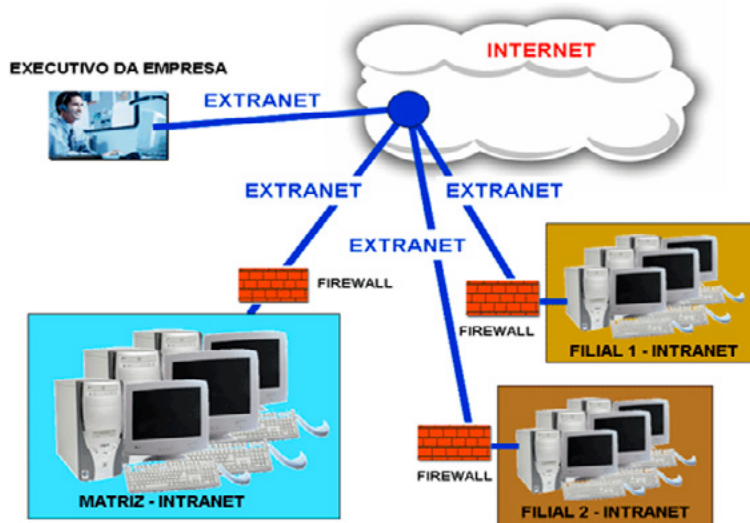 INTERNET
EXECUTIVO DA EMPRESA
EXTRANET
EXTRANET
EXTRANET
EXTRANET
FIREWALL
FIREWALL
FILIAL 1 - INTRANET
FIREWALL
MATRIZ - INTRANET
FILIAL 2 - INTRANET